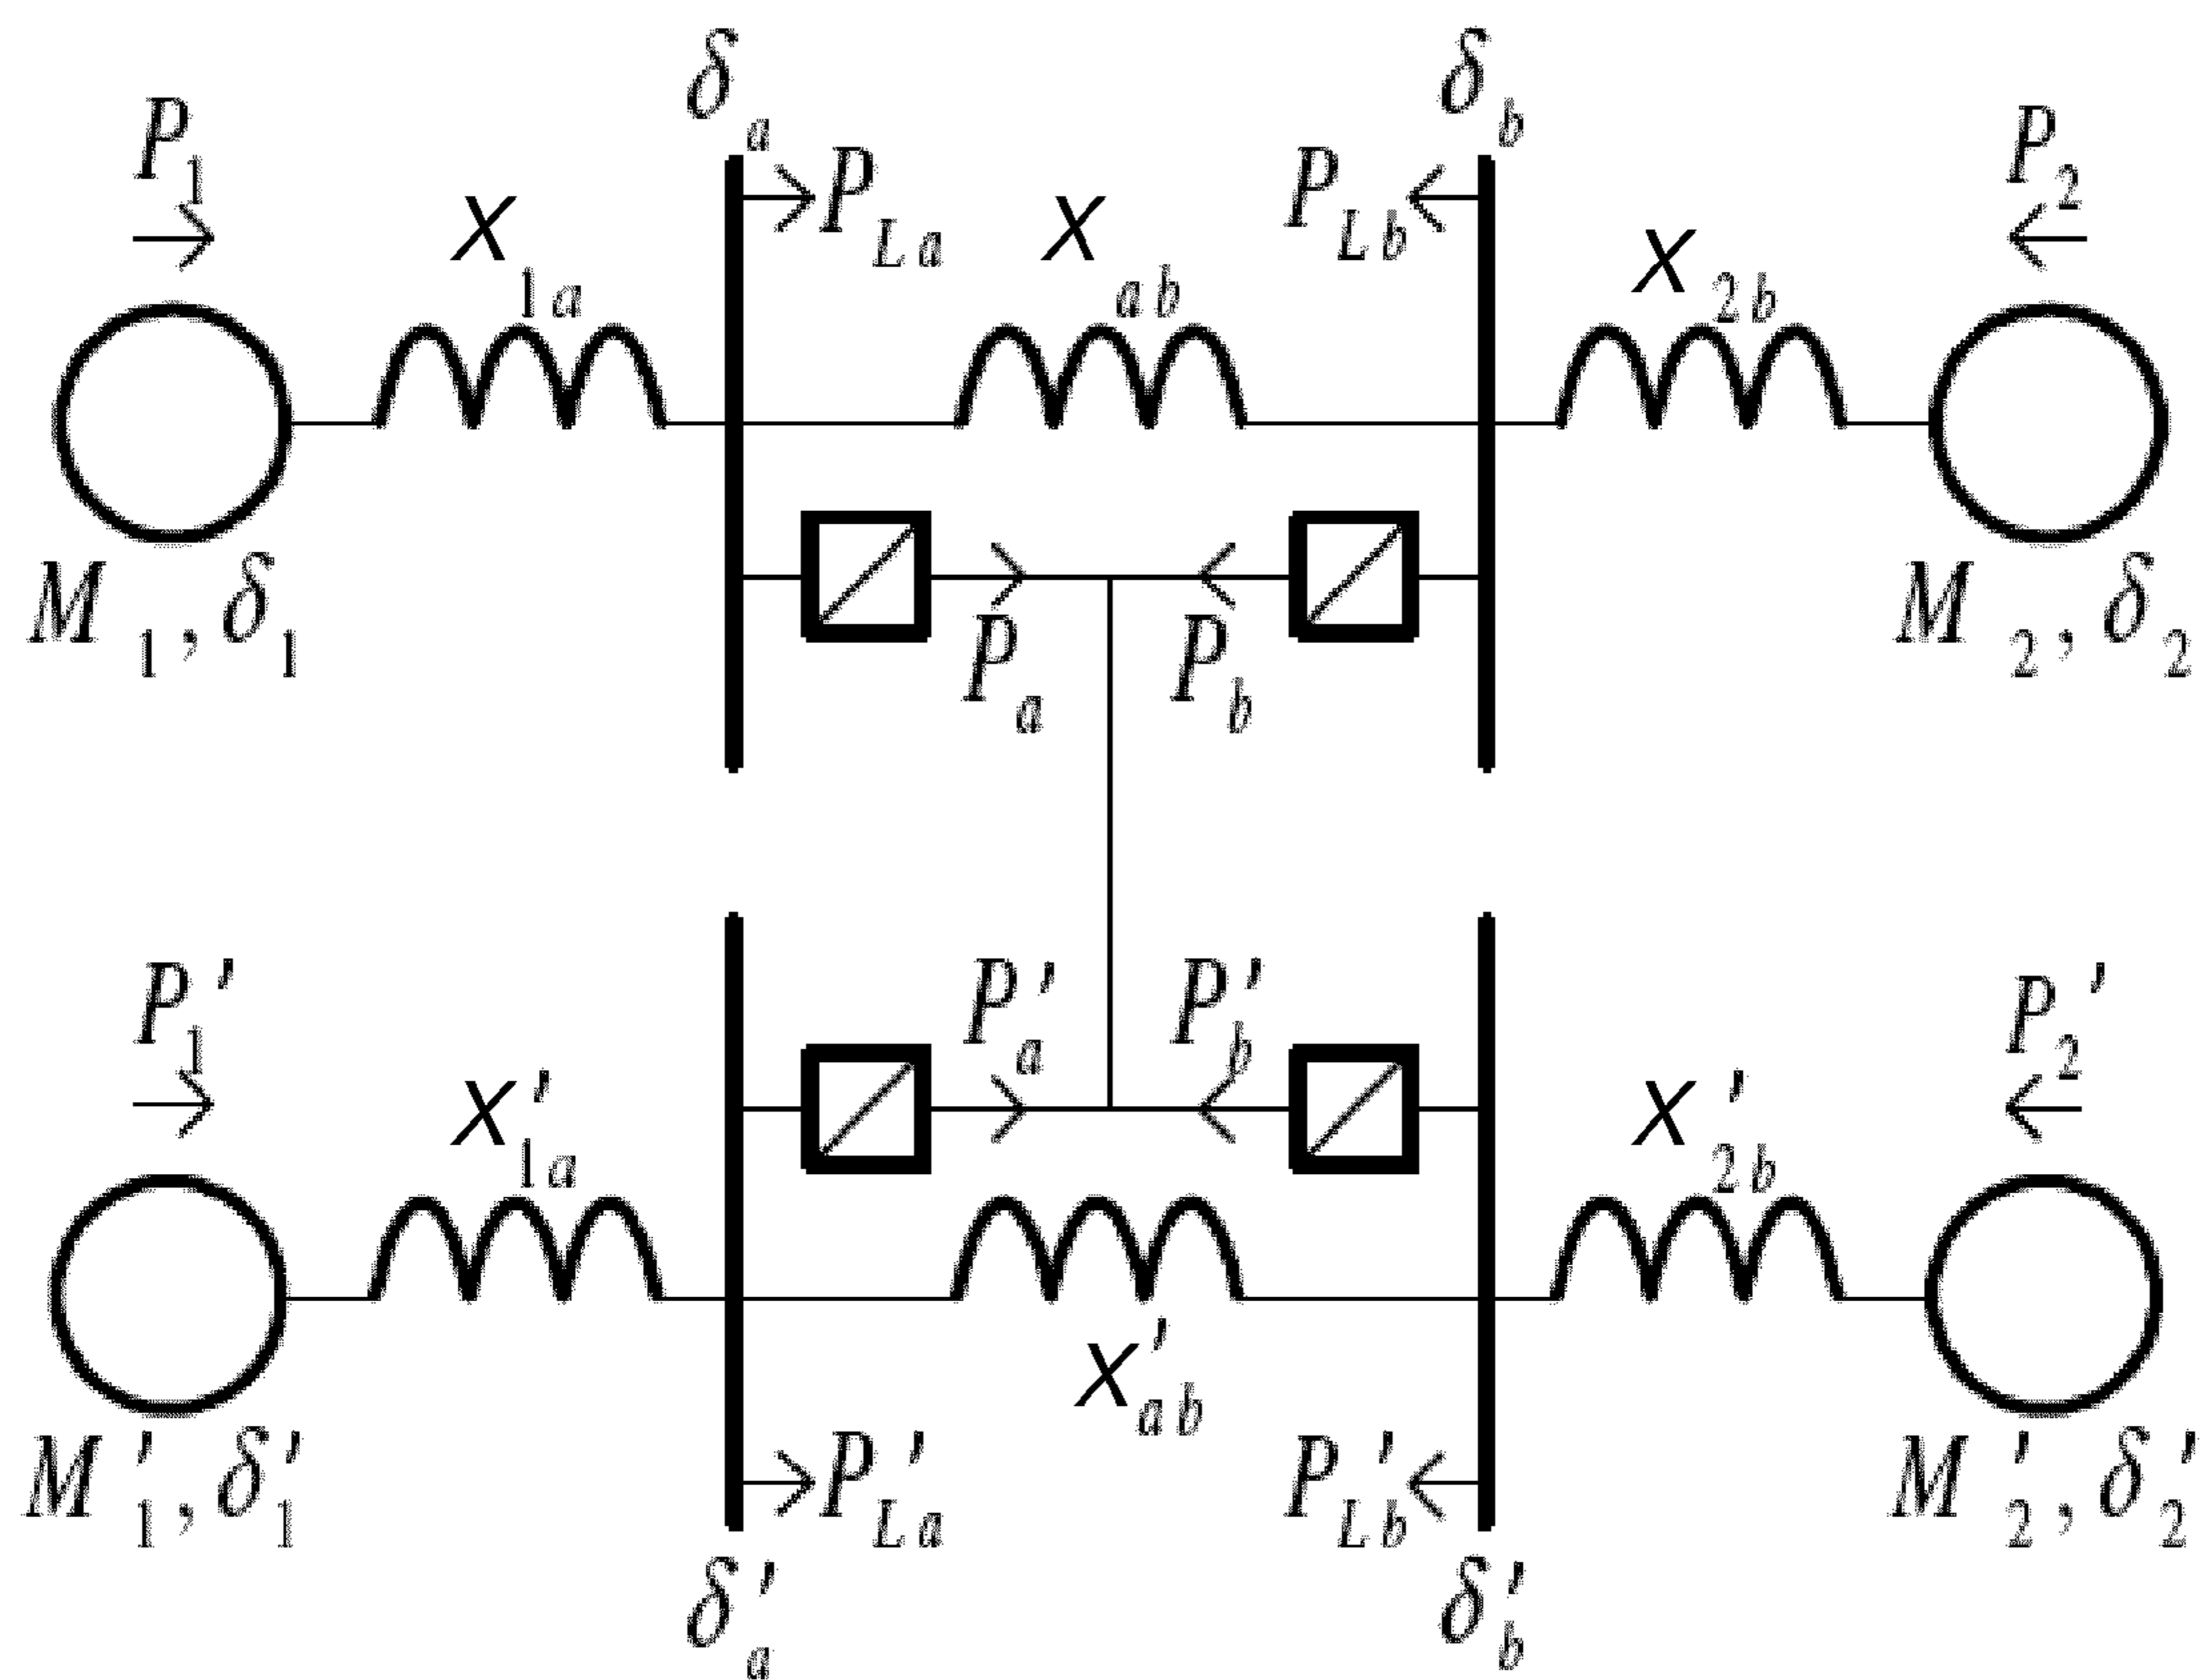 δa δb
P1 PLa PLb P2
X1a Xab X2b
M1, δ1 Pa Pb M2, δ2
P1' Pa' Pb' P2'
X1a' X2b'
Xab'
M1', δ1' PLa' PLb' M2', δ2'
δa' δb'